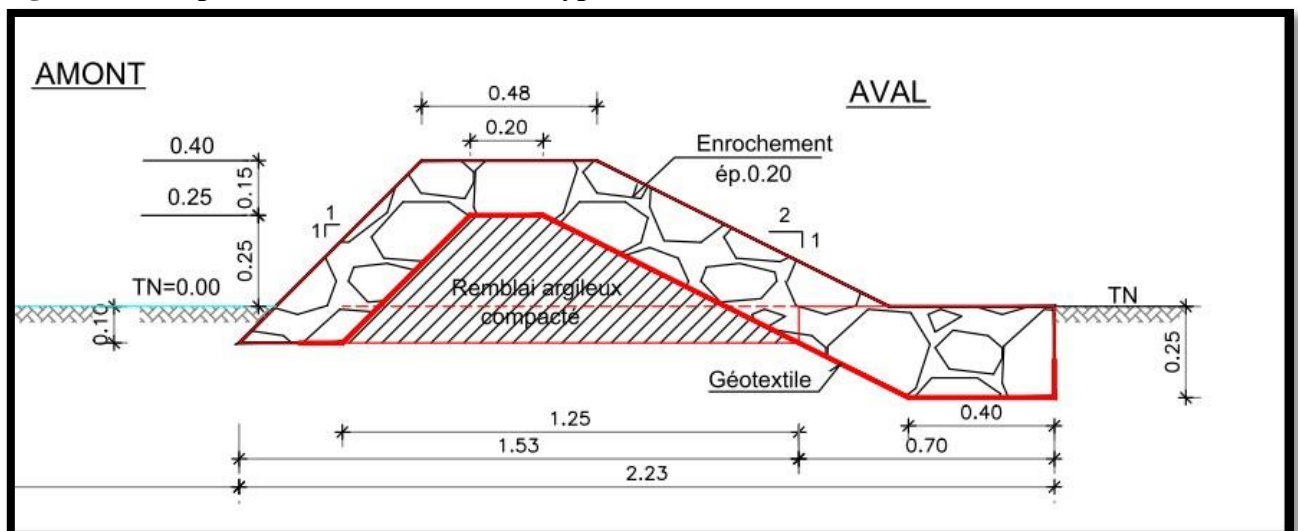 AMONT
AVAL
0.48
0.20
Enrochement
ép.0.20
0.40
0.15
0.25
1
1
2
1
0.25
TN=0.00
TN
0.10
Remblai argileux
compacté
Géotextile
0.25
0.40
1.25
1.53
0.70
2.23